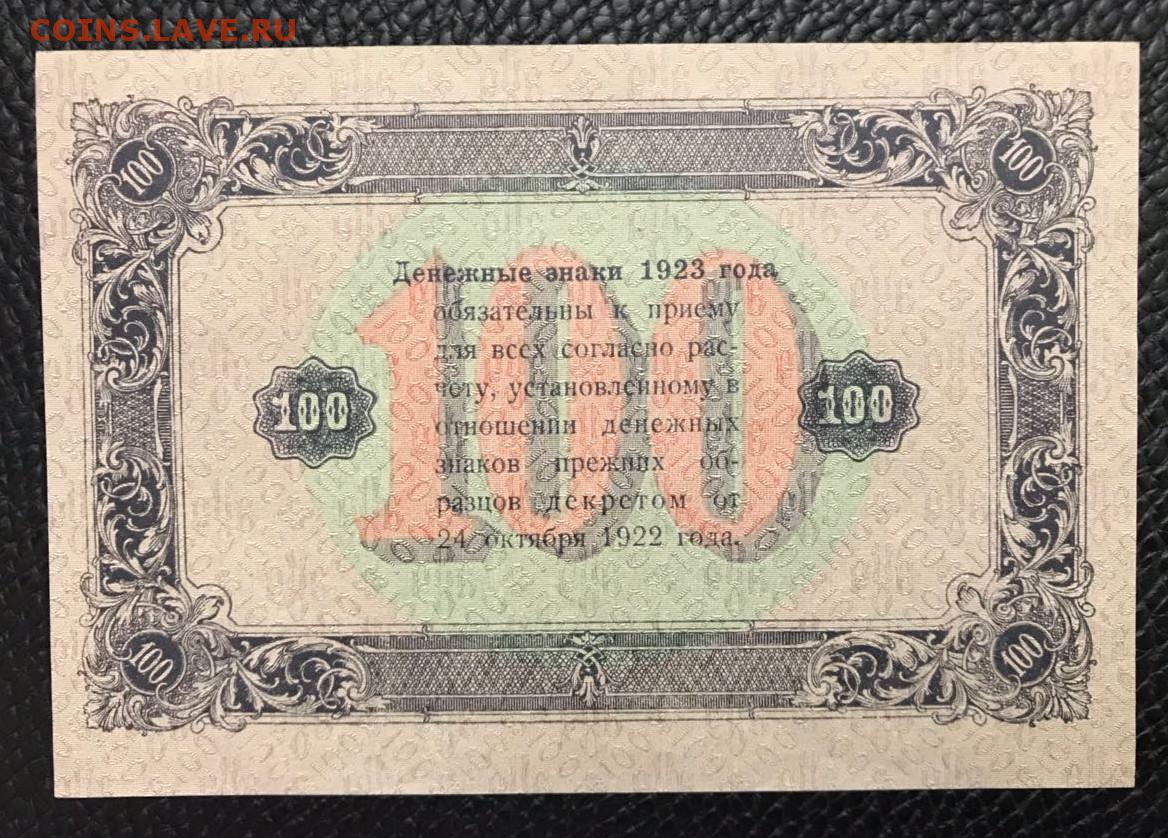 COINS.LAVE.RU
100
100
Денежные знаки 1923 года
обязательны к приему
для всех согласно рас-
чету, установленному в
100
100
отношении денежных
знаков прежних об-
разцов декретом от
24 октября 1922 года.
100
100
100